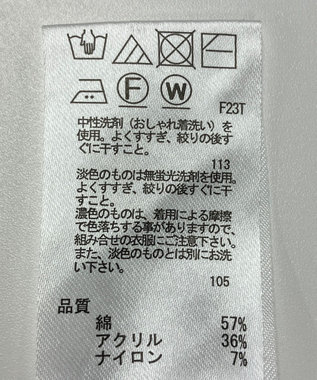 F W F23T
中性洗剤（おしゃれ着洗い）を
使用。よくすすぎ、絞りの後す
ぐに干すこと。
113
淡色のものは無蛍光洗剤を使用。
よくすすぎ、絞りの後すぐに干
すこと。
濃色のものは、着用による摩擦
で色落ちする事がありますので、
組み合せの衣服にご注意下さい。
また、淡色のものとは別にお洗
い下さい。
105
品質
綿 57%
アクリル 36%
ナイロン 7%